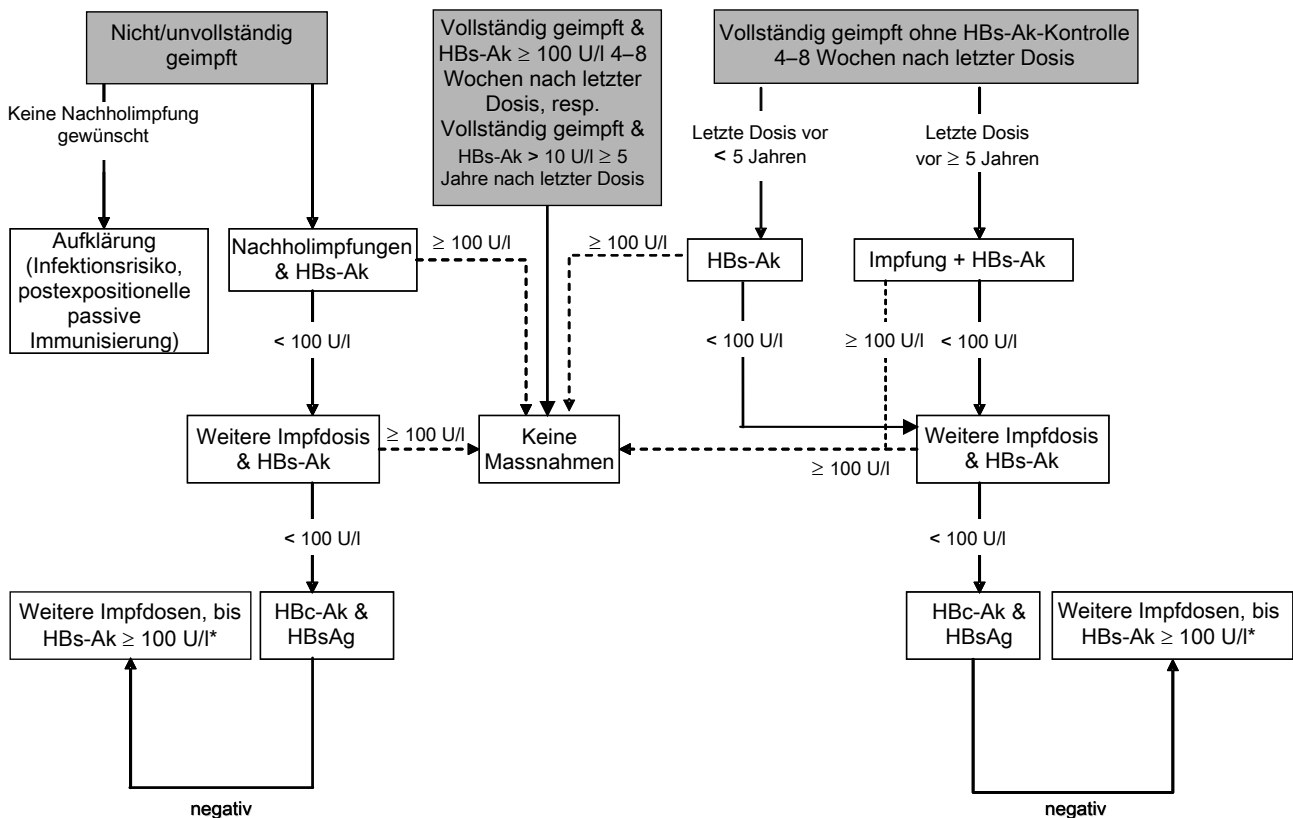 Nicht/unvollständig
geimpft
Vollständig geimpft &
HBs-Ak ≥ 100 U/l 4–8
Wochen nach letzter
Dosis, resp.
Vollständig geimpft &
HBs-Ak > 10 U/l ≥ 5
Jahre nach letzter Dosis
Vollständig geimpft ohne HBs-Ak-Kontrolle
4–8 Wochen nach letzter Dosis
Keine Nachholimpfung
gewünscht
Letzte Dosis vor
< 5 Jahren
Letzte Dosis
vor ≥ 5 Jahren
Aufklärung
(Infektionsrisiko,
postexpositionelle
passive
Immunisierung)
Nachholimpfungen
& HBs-Ak
≥ 100 U/l
≥ 100 U/l
HBs-Ak
Impfung + HBs-Ak
< 100 U/l
< 100 U/l
≥ 100 U/l
< 100 U/l
Weitere Impfdosis
& HBs-Ak
≥ 100 U/l
Keine
Massnahmen
≥ 100 U/l
Weitere Impfdosis
& HBs-Ak
< 100 U/l
< 100 U/l
Weitere Impfdosen, bis
HBs-Ak ≥ 100 U/l*
HBc-Ak &
HBsAg
HBc-Ak &
HBsAg
Weitere Impfdosen, bis
HBs-Ak ≥ 100 U/l*
negativ
negativ